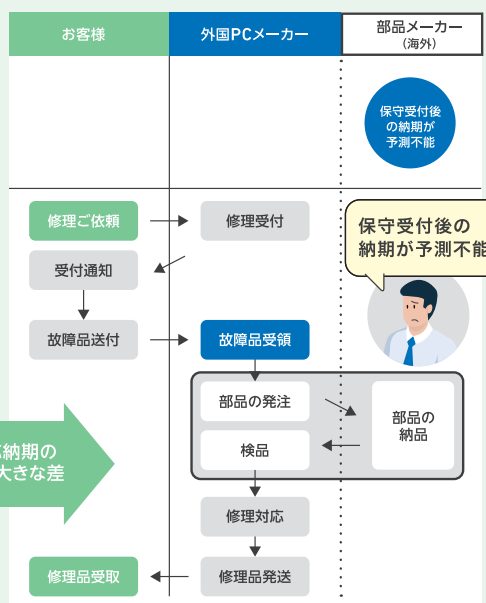 お客様
外国PCメーカー
部品メーカー
(海外)
保守受付後
の納期が
予測不能
修理ご依頼
修理受付
保守受付後の
納期が予測不能
受付通知
故障品送付
故障品受領
部品の発注
部品の
納品
検品
納期の
大きな差
修理対応
修理品受取
修理品発送